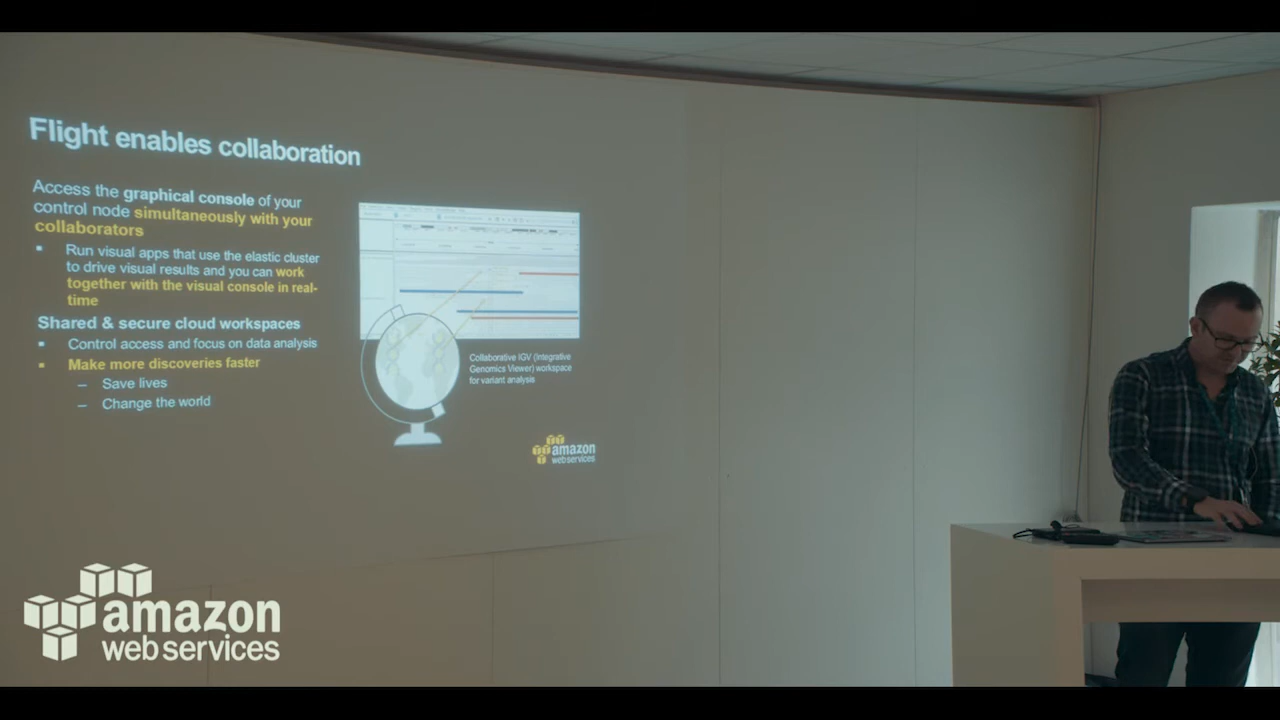 Flight enables collaboration
Access the graphical console of your
control node simultaneously with your
collaborators
Run visual apps that use the elastic cluster
to drive visual results and you can work
together with the visual console in real-
time
Shared & secure cloud workspaces
Control access and focus on data analysis
Make more discoveries faster
– Save lives
– Change the world
Collaborative IGV (Integrative
Genomics Viewer) workspace
for variant analysis
amazon
webservices
amazon
web services